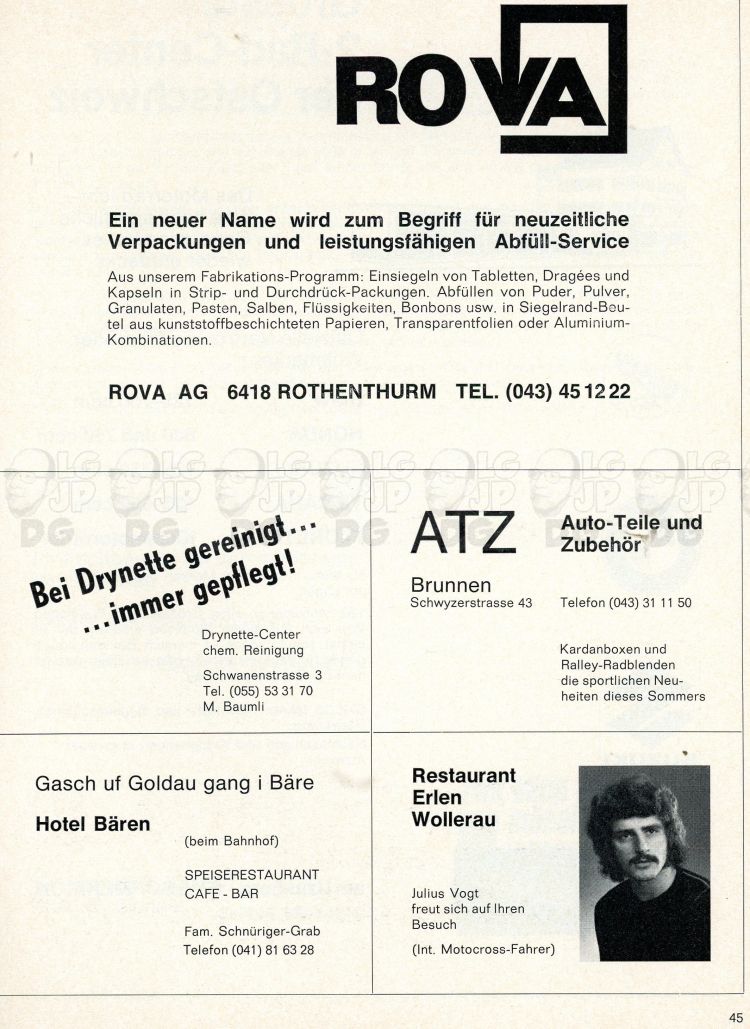 ROVA
Ein neuer Name wird zum Begriff für neuzeitliche
Verpackungen und leistungsfähigen Abfüll-Service
Aus unserem Fabrikations-Programm: Einsiegeln von Tabletten, Dragées und
Kapseln in Strip- und Durchdrück-Packungen. Abfüllen von Puder, Pulver,
Granulaten, Pasten, Salben, Flüssigkeiten, Bonbons usw. in Siegelrand-Beu-
tel aus kunststoffbeschichteten Papieren, Transparentfolien oder Aluminium-
Kombinationen.
ROVA AG 6418 ROTHENTHURM TEL. (043) 45 12 22
Bei Drynette gereinigt...
...immer gepflegt!
Drynette-Center
chem. Reinigung
Schwanenstrasse 3
Tel. (055) 53 31 70
M. Baumli
ATZ
Auto-Teile und
Zubehör
Brunnen
Schwyzerstrasse 43
Telefon (043) 31 11 50
Kardanboxen und
Ralley-Radblenden
die sportlichen Neu-
heiten dieses Sommers
Gasch uf Goldau gang i Bäre
Hotel Bären
(beim Bahnhof)
SPEISERESTAURANT
CAFE - BAR
Fam. Schnüriger-Grab
Telefon (041) 81 63 28
Restaurant
Erlen
Wollerau
Julius Vogt
freut sich auf Ihren
Besuch
(Int. Motocross-Fahrer)
45